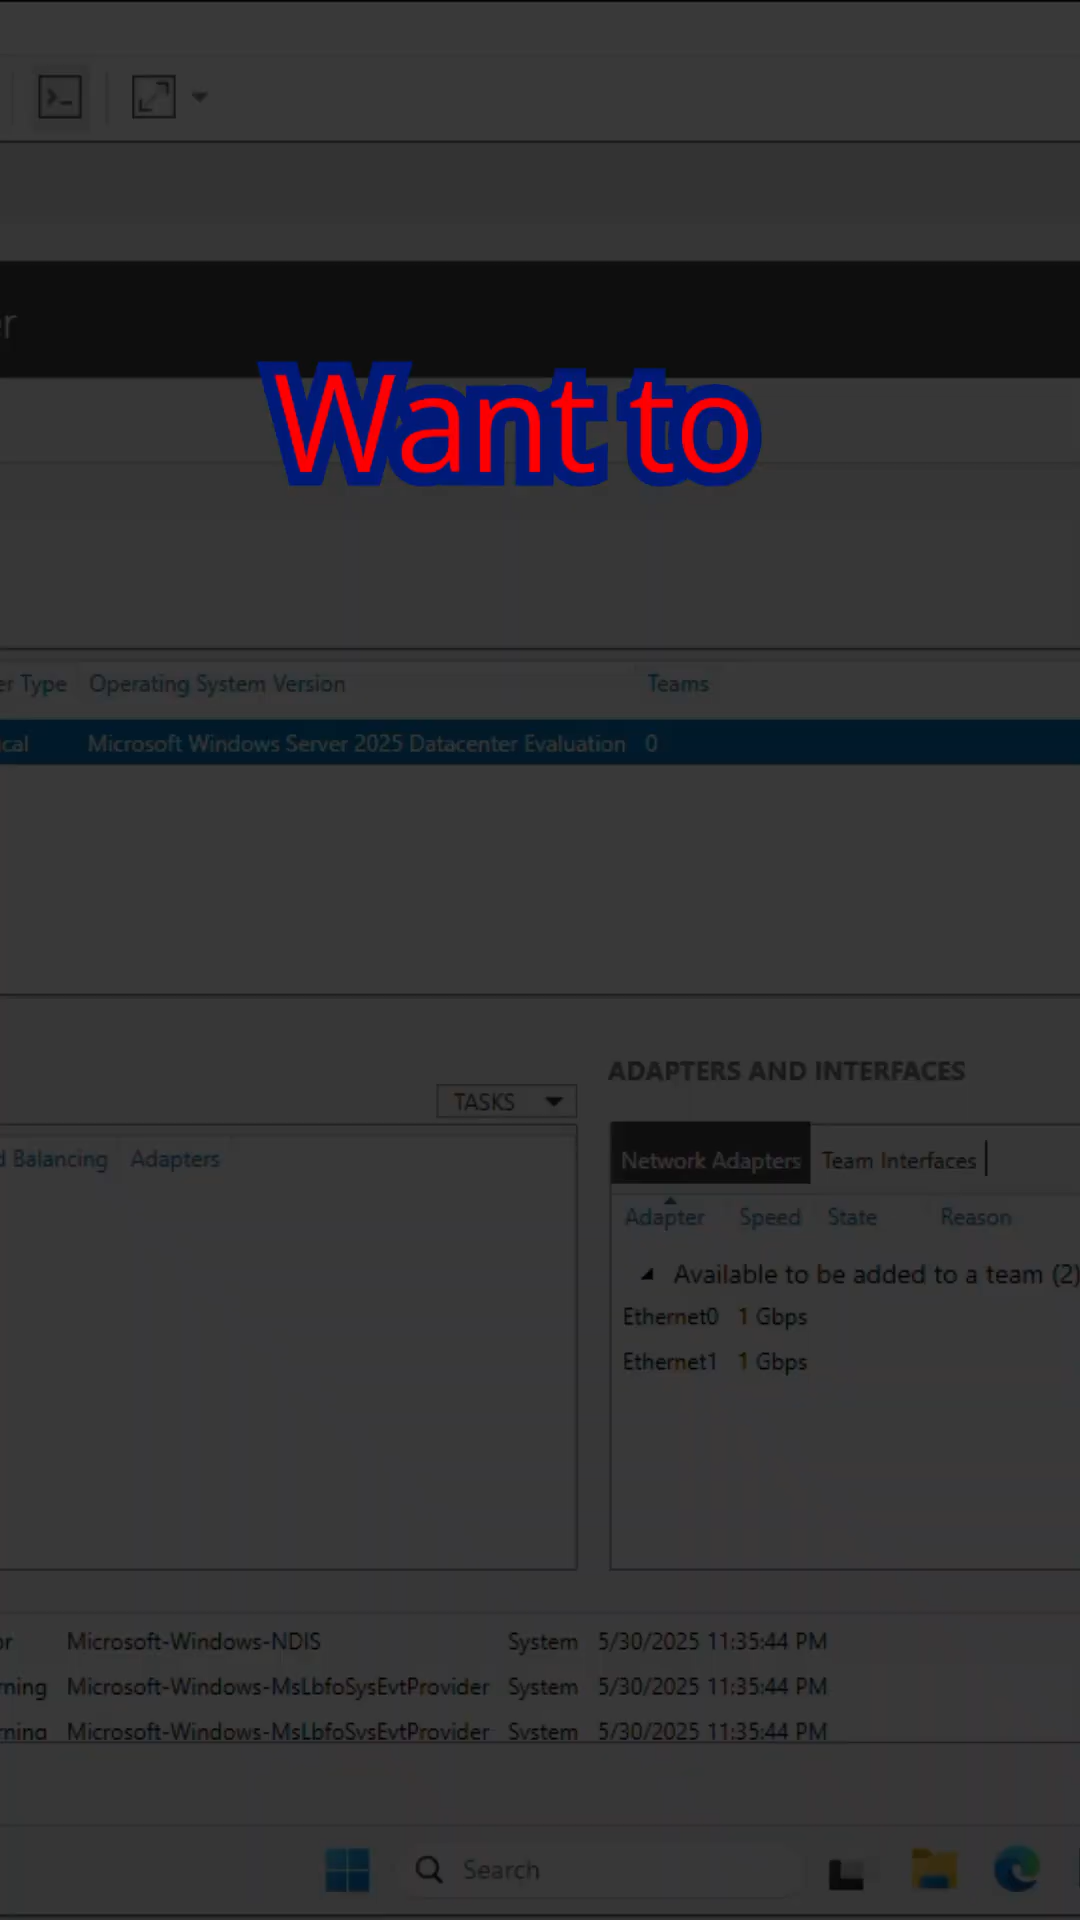 er
Want to
er Type Operating System Version Teams
ical Microsoft Windows Server 2025 Datacenter Evaluation 0
ADAPTERS AND INTERFACES
TASKS
d Balancing Adapters
Network Adapters Team Interfaces
Adapter Speed State Reason
Available to be added to a team (2)
Ethernet0 1 Gbps
Ethernet1 1 Gbps
or Microsoft-Windows-NDIS System 5/30/2025 11:35:44 PM
rning Microsoft-Windows-MsLbfoSysEvtProvider System 5/30/2025 11:35:44 PM
rning Microsoft-Windows-MsLbfoSysEvtProvider System 5/30/2025 11:35:44 PM
Search